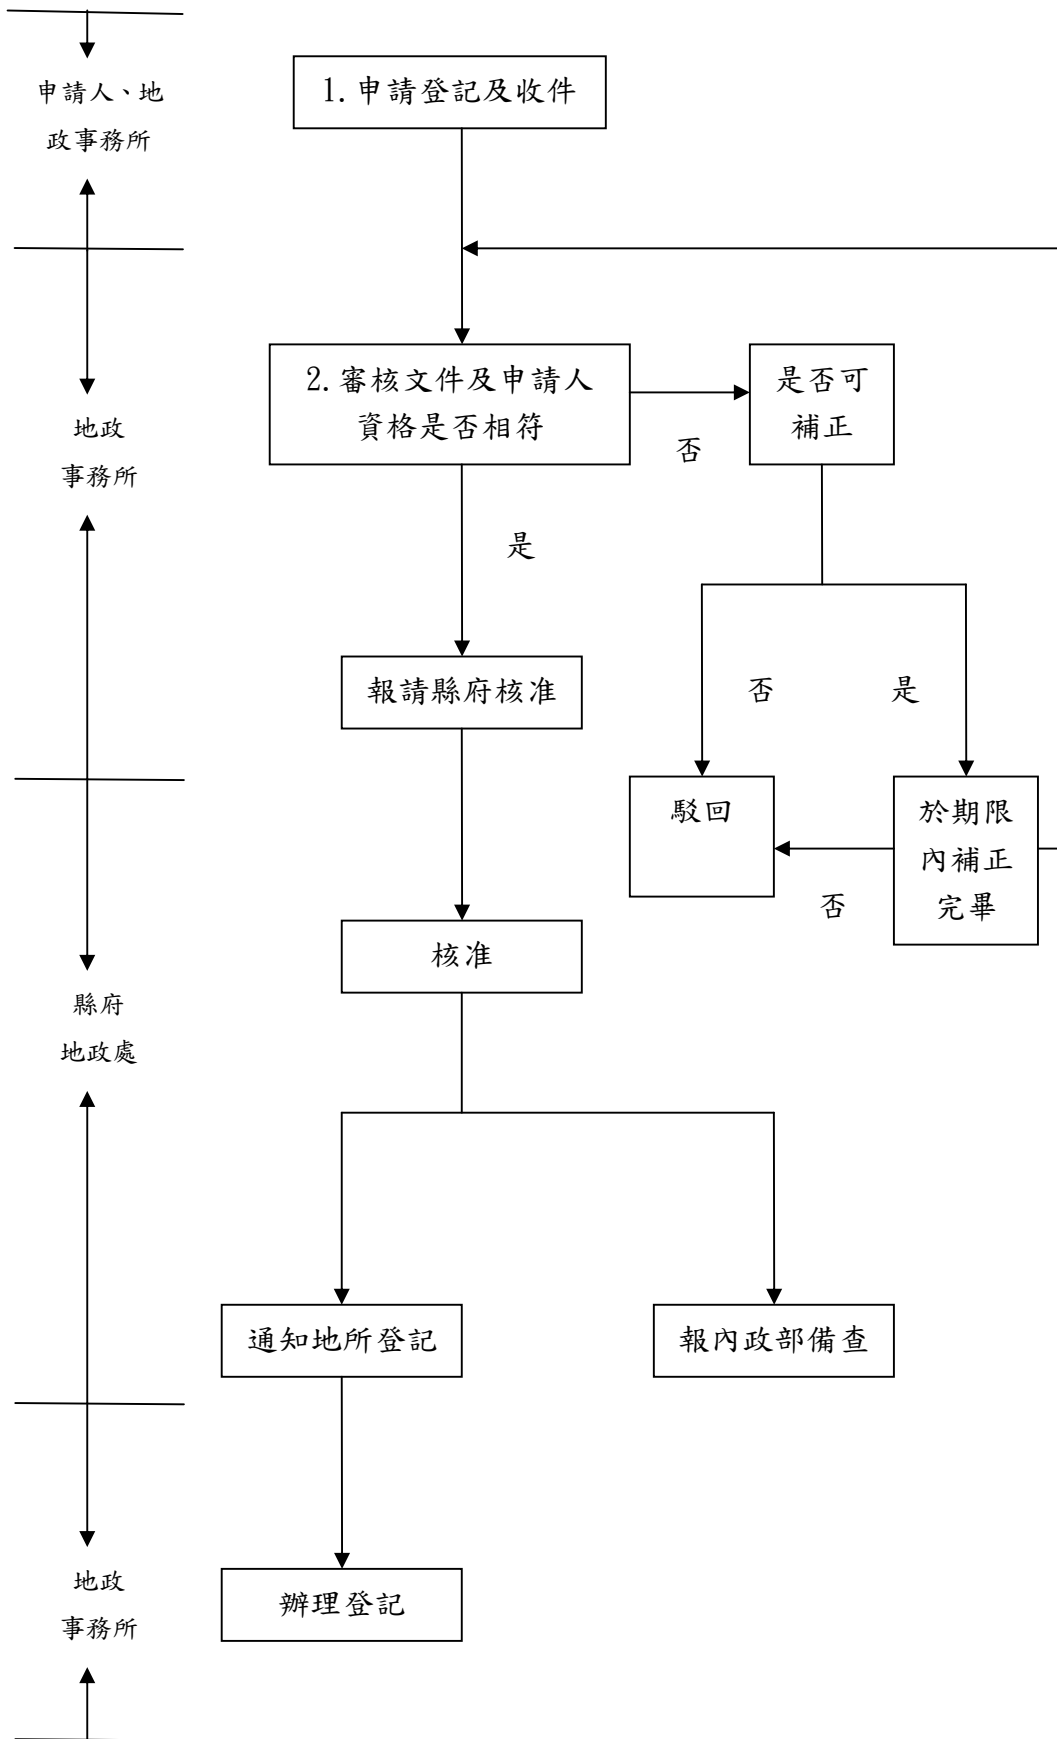 申請人、地
政事務所
1.申請登記及收件
2.審核文件及申請人
資格是否相符
是否可
補正
否
地政
事務所
是
報請縣府核准
否
是
駁回
於期限
內補正
完畢
否
核准
縣府
地政處
通知地所登記
報內政部備查
地政
事務所
辦理登記